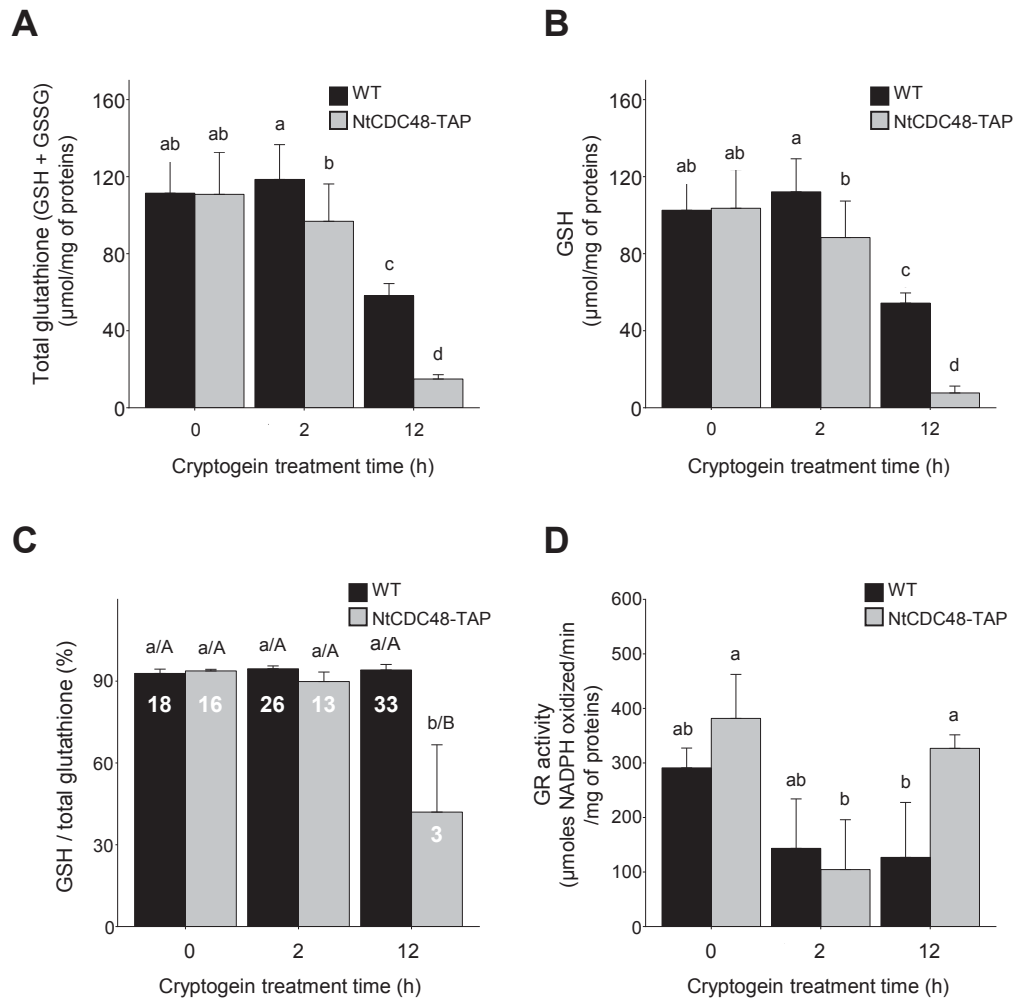 A
Total glutathione (GSH + GSSG)
(µmol/mg of proteins)
WT
NtCDC48-TAP
160
120
80
40
0
ab
ab
a
b
c
d
0
2
12
Cryptogein treatment time (h)
B
GSH
(µmol/mg of proteins)
WT
NtCDC48-TAP
160
120
80
40
0
ab
ab
a
b
c
d
0
2
12
Cryptogein treatment time (h)
C
GSH / total glutathione (%)
WT
NtCDC48-TAP
90
60
30
0
a/A
a/A
a/A
a/A
a/A
b/B
18
16
26
13
33
3
0
2
12
Cryptogein treatment time (h)
D
GR activity
(µmoles NADPH oxidized/min
/mg of proteins)
WT
NtCDC48-TAP
600
500
400
300
200
100
0
ab
a
ab
b
b
a
0
2
12
Cryptogein treatment time (h)